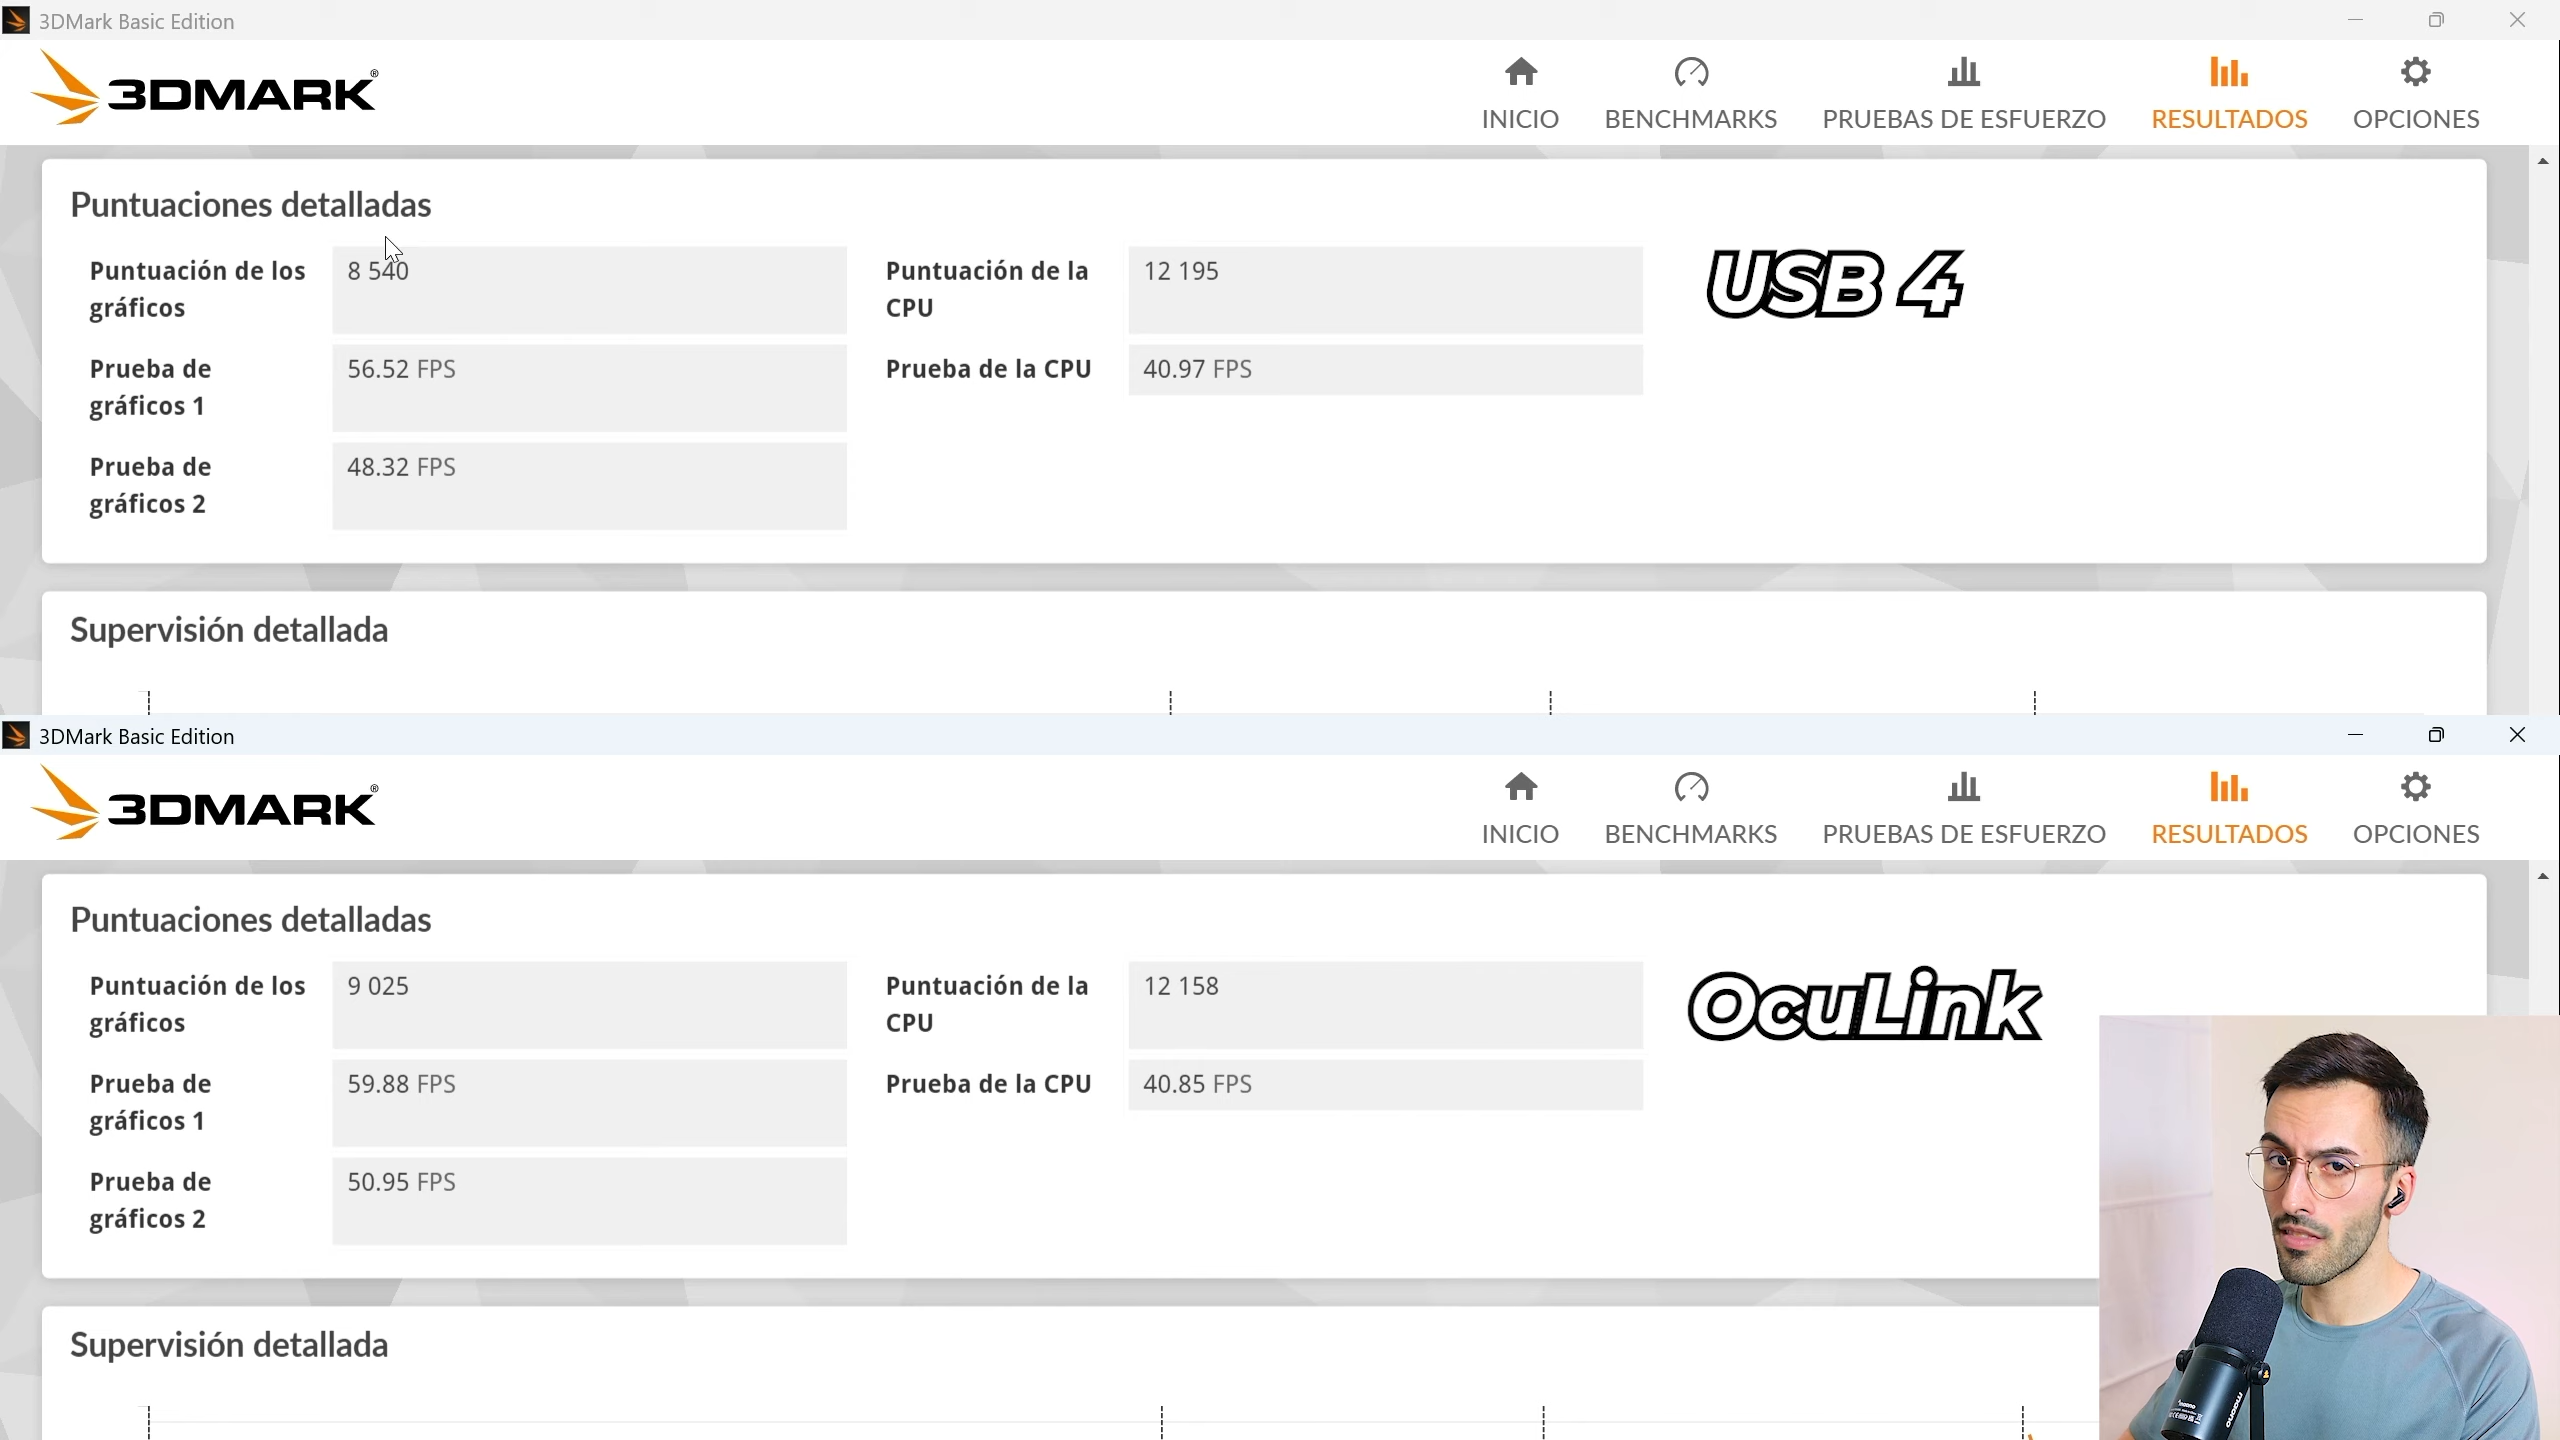 3DMark Basic Edition
3DMARK®
INICIO
BENCHMARKS
PRUEBAS DE ESFUERZO
RESULTADOS
OPCIONES
Puntuaciones detalladas
Puntuación de los
gráficos
8 540
Puntuación de la
CPU
12 195
USB 4
Prueba de
gráficos 1
56.52 FPS
Prueba de la CPU
40.97 FPS
Prueba de
gráficos 2
48.32 FPS
Supervisión detallada
3DMark Basic Edition
3DMARK®
INICIO
BENCHMARKS
PRUEBAS DE ESFUERZO
RESULTADOS
OPCIONES
Puntuaciones detalladas
Puntuación de los
gráficos
9 025
Puntuación de la
CPU
12 158
OcuLink
Prueba de
gráficos 1
59.88 FPS
Prueba de la CPU
40.85 FPS
Prueba de
gráficos 2
50.95 FPS
Supervisión detallada
maono